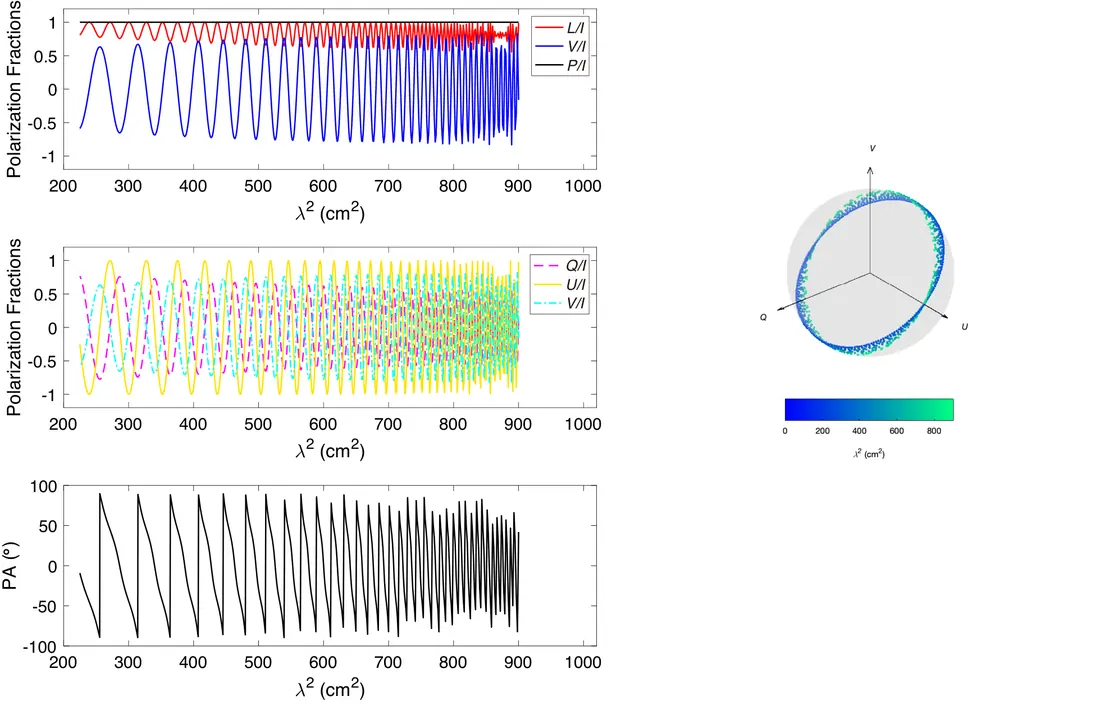 Polarization Fractions
1
0.5
0
-0.5
-1
L/I
V/I
P/I
200 300 400 500 600 700 800 900 1000
λ² (cm²)
Polarization Fractions
1
0.5
0
-0.5
-1
Q/I
U/I
V/I
200 300 400 500 600 700 800 900 1000
λ² (cm²)
PA (°)
100
50
0
-50
-100
200 300 400 500 600 700 800 900 1000
λ² (cm²)
V
Q
U
0 200 400 600 800
λ² (cm²)